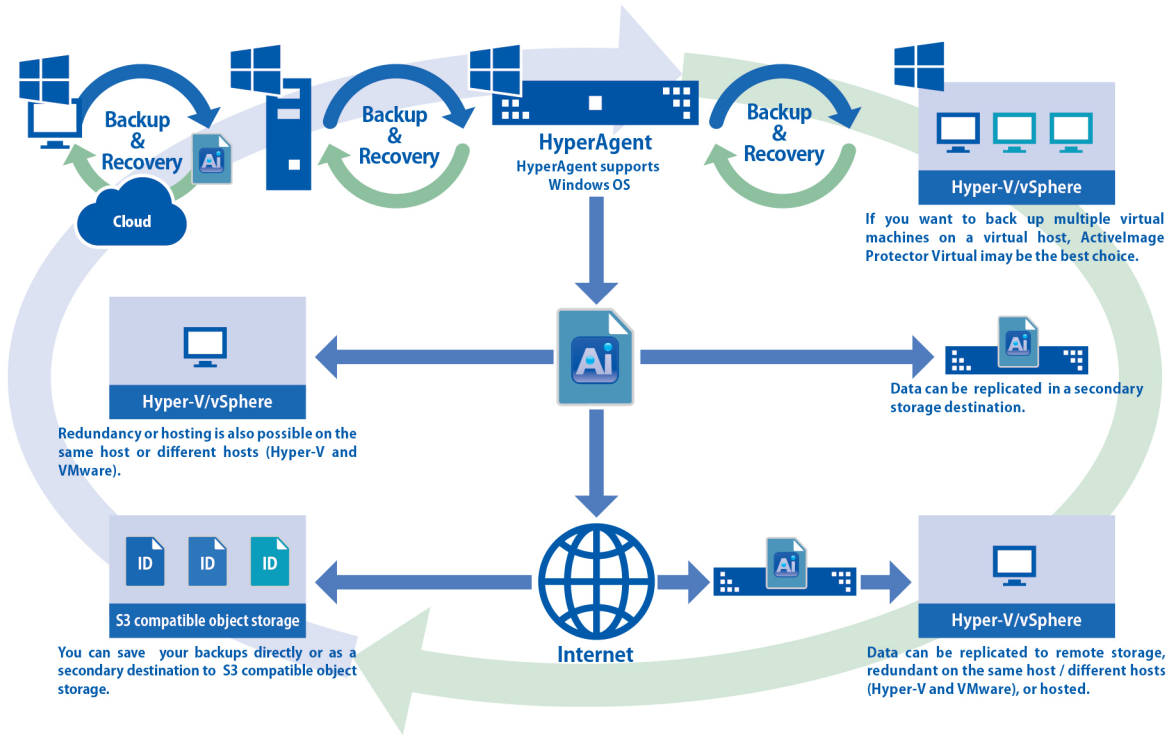 Backup
&
Recovery
Ai
Cloud
Backup
&
Recovery
HyperAgent
HyperAgent supports
Windows OS
Backup
&
Recovery
Hyper-V/vSphere
If you want to back up multiple virtual
machines on a virtual host, ActiveImage
Protector Virtual imay be the best choice.
Hyper-V/vSphere
Redundancy or hosting is also possible on the
same host or different hosts (Hyper-V and
VMware).
Ai
Ai
Data can be replicated in a secondary
storage destination.
ID
ID
ID
S3 compatible object storage
You can save your backups directly or as a
secondary destination to S3 compatible object
storage.
Internet
Ai
Hyper-V/vSphere
Data can be replicated to remote storage,
redundant on the same host / different hosts
(Hyper-V and VMware), or hosted.